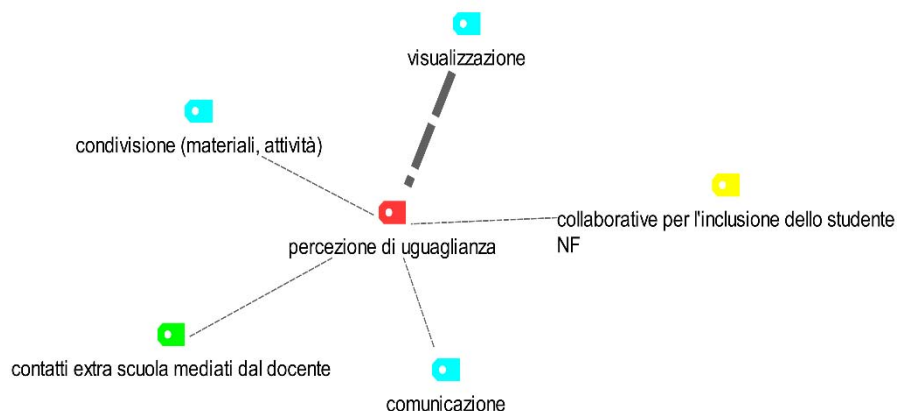 visualizzazione
condivisione (materiali, attività)
collaborative per l'inclusione dello studente
NF
percezione di uguaglianza
contatti extra scuola mediati dal docente
comunicazione